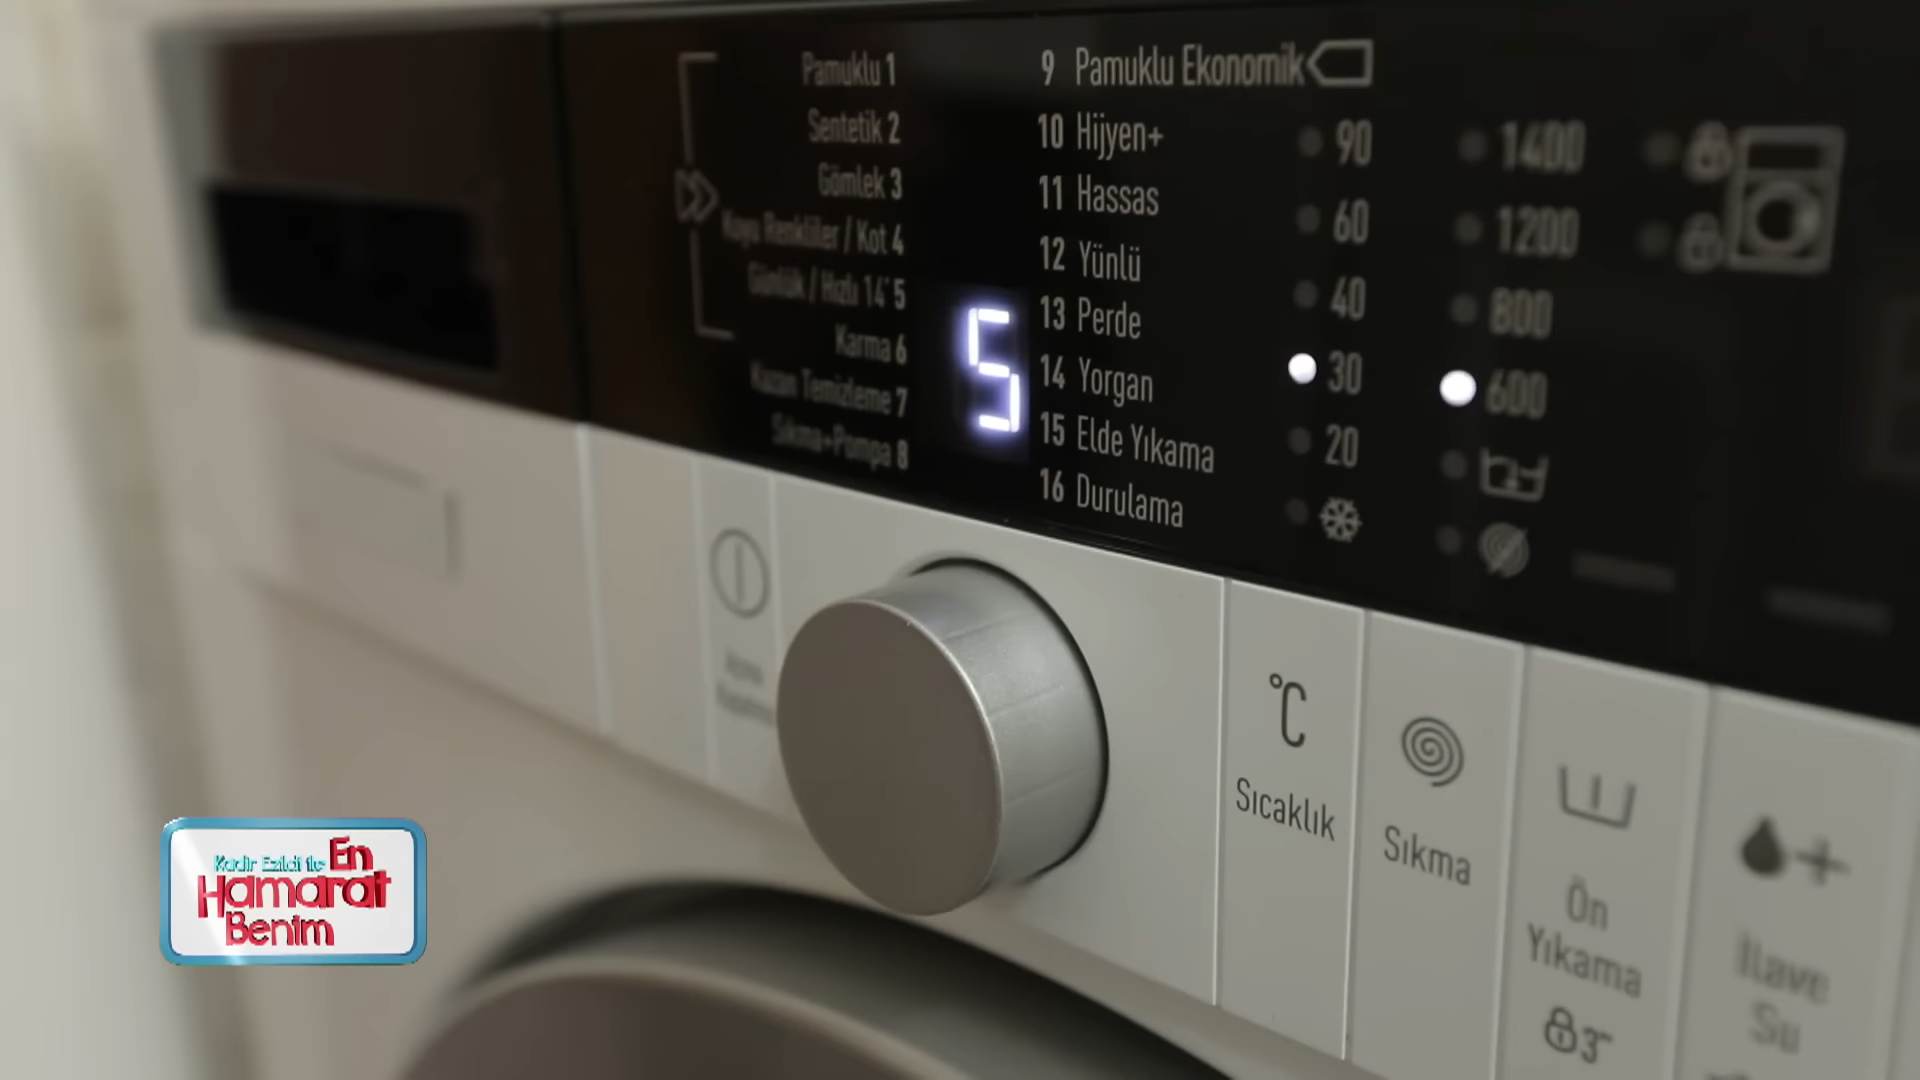 Pamuklu 1
Sentetik 2
Gömlek 3
Koyu Renkliler / Kot 4
Günlük / Hızlı 14' 5
Karma 6
Kazan Temizleme 7
Sıkma+Pompa 8
5
9 Pamuklu Ekonomik
10 Hijyen+
11 Hassas
12 Yünlü
13 Perde
14 Yorgan
15 Elde Yıkama
16 Durulama
90
60
40
30
20
1400
1200
800
600
°C
Sıcaklık
Sıkma
Ön
Yıkama
3"
İlave
Su
Kadir Ezildi ile En
Hamarat
Benim